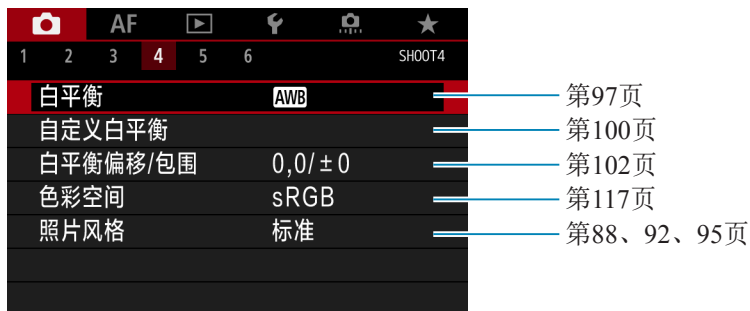 AF
1 2 3 4 5 6 SHOOT4
白平衡 AWB 第97页
自定义白平衡 第100页
白平衡偏移/包围 0,0/±0 第102页
色彩空间 sRGB 第117页
照片风格 标准 第88、92、95页